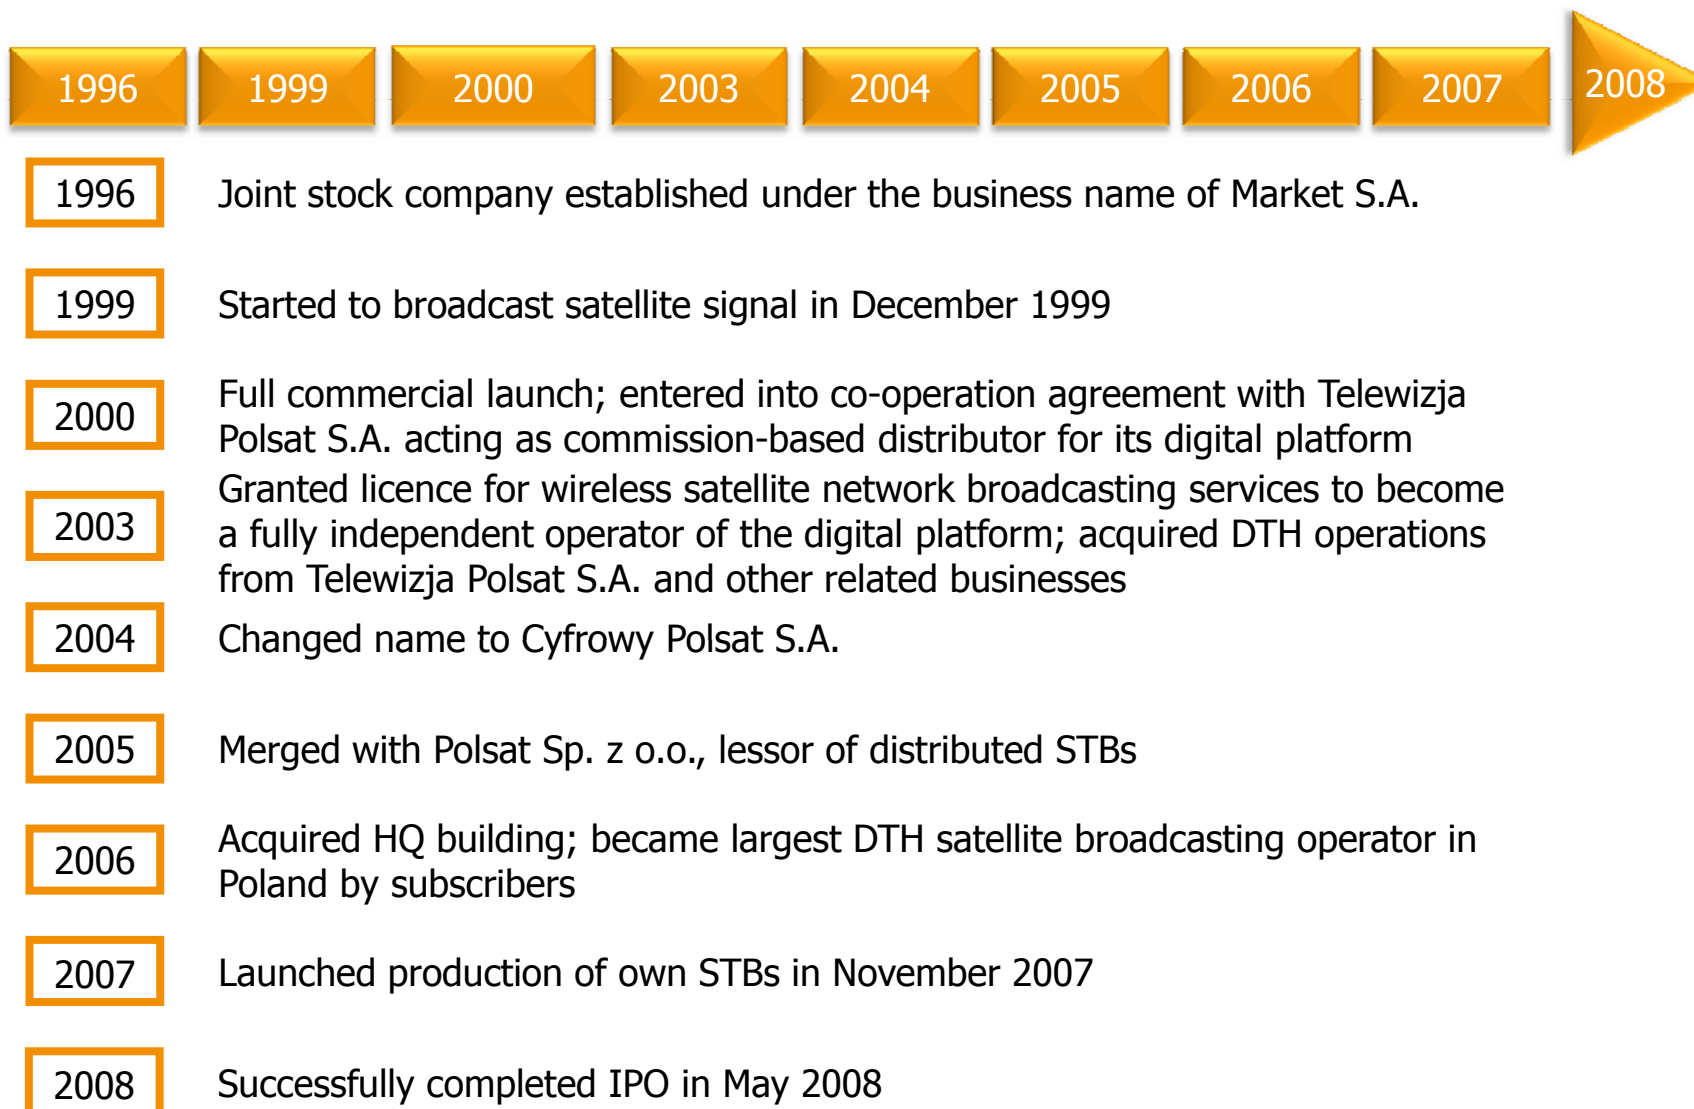 1996 1999 2000 2003 2004 2005 2006 2007 2008
1996 Joint stock company established under the business name of Market S.A.
1999 Started to broadcast satellite signal in December 1999
2000 Full commercial launch; entered into co-operation agreement with Telewizja
Polsat S.A. acting as commission-based distributor for its digital platform
2003 Granted licence for wireless satellite network broadcasting services to become
a fully independent operator of the digital platform; acquired DTH operations
from Telewizja Polsat S.A. and other related businesses
2004 Changed name to Cyfrowy Polsat S.A.
2005 Merged with Polsat Sp. z o.o., lessor of distributed STBs
2006 Acquired HQ building; became largest DTH satellite broadcasting operator in
Poland by subscribers
2007 Launched production of own STBs in November 2007
2008 Successfully completed IPO in May 2008